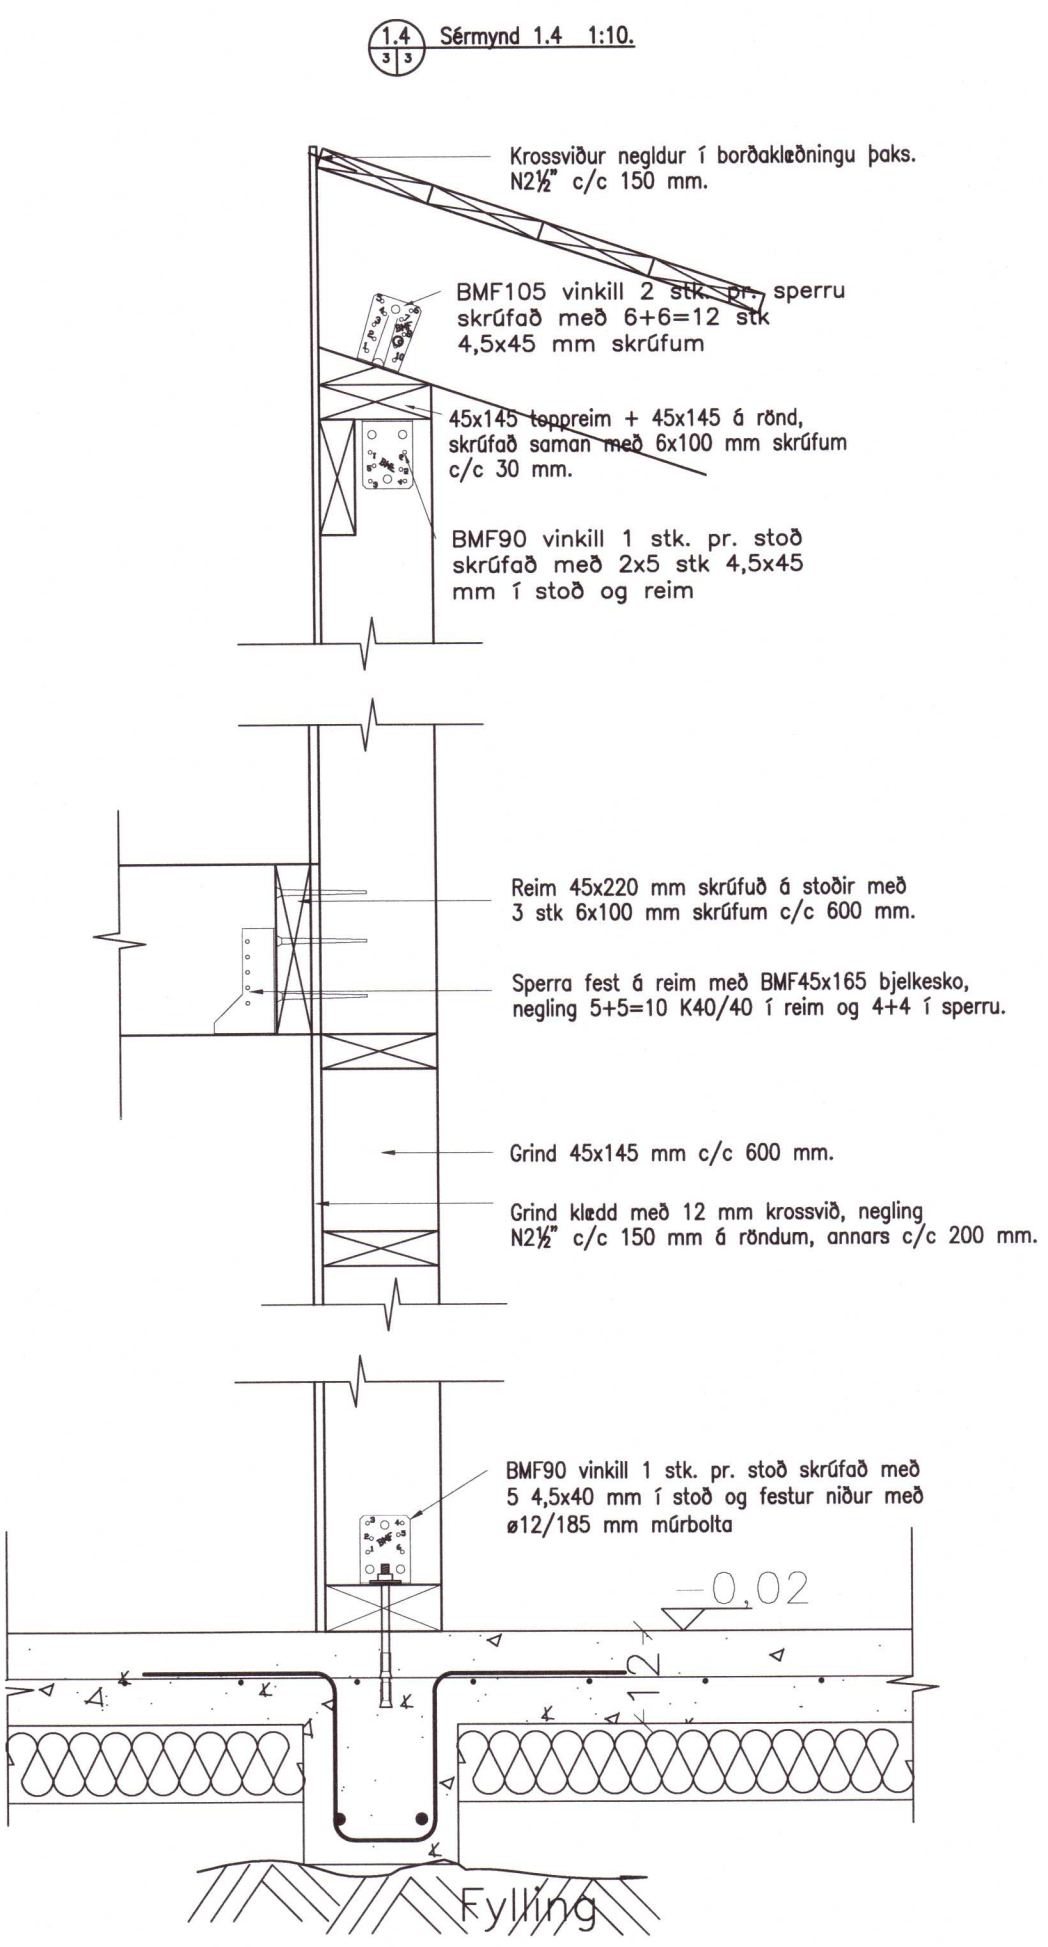 1.4 Sérmynd 1.4 1:10.
3 3
Krossviður negldur í borðaklæðningu þaks.
N2½" c/c 150 mm.
BMF105 vinkill 2 stk. pr. sperru
skrúfað með 6+6=12 stk
4,5x45 mm skrúfum
45x145 toppreim + 45x145 á rönd,
skrúfað saman með 6x100 mm skrúfum
c/c 30 mm.
BMF90 vinkill 1 stk. pr. stoð
skrúfað með 2x5 stk 4,5x45
mm í stoð og reim
Reim 45x220 mm skrúfuð á stoðir með
3 stk 6x100 mm skrúfum c/c 600 mm.
Sperra fest á reim með BMF45x165 bjelkesko,
negling 5+5=10 K40/40 í reim og 4+4 í sperru.
Grind 45x145 mm c/c 600 mm.
Grind klædd með 12 mm krossvið, negling
N2½" c/c 150 mm á röndum, annars c/c 200 mm.
BMF90 vinkill 1 stk. pr. stoð skrúfað með
5 4,5x40 mm í stoð og festur niður með
ø12/185 mm múrbolta
-0,02
12
Fylling